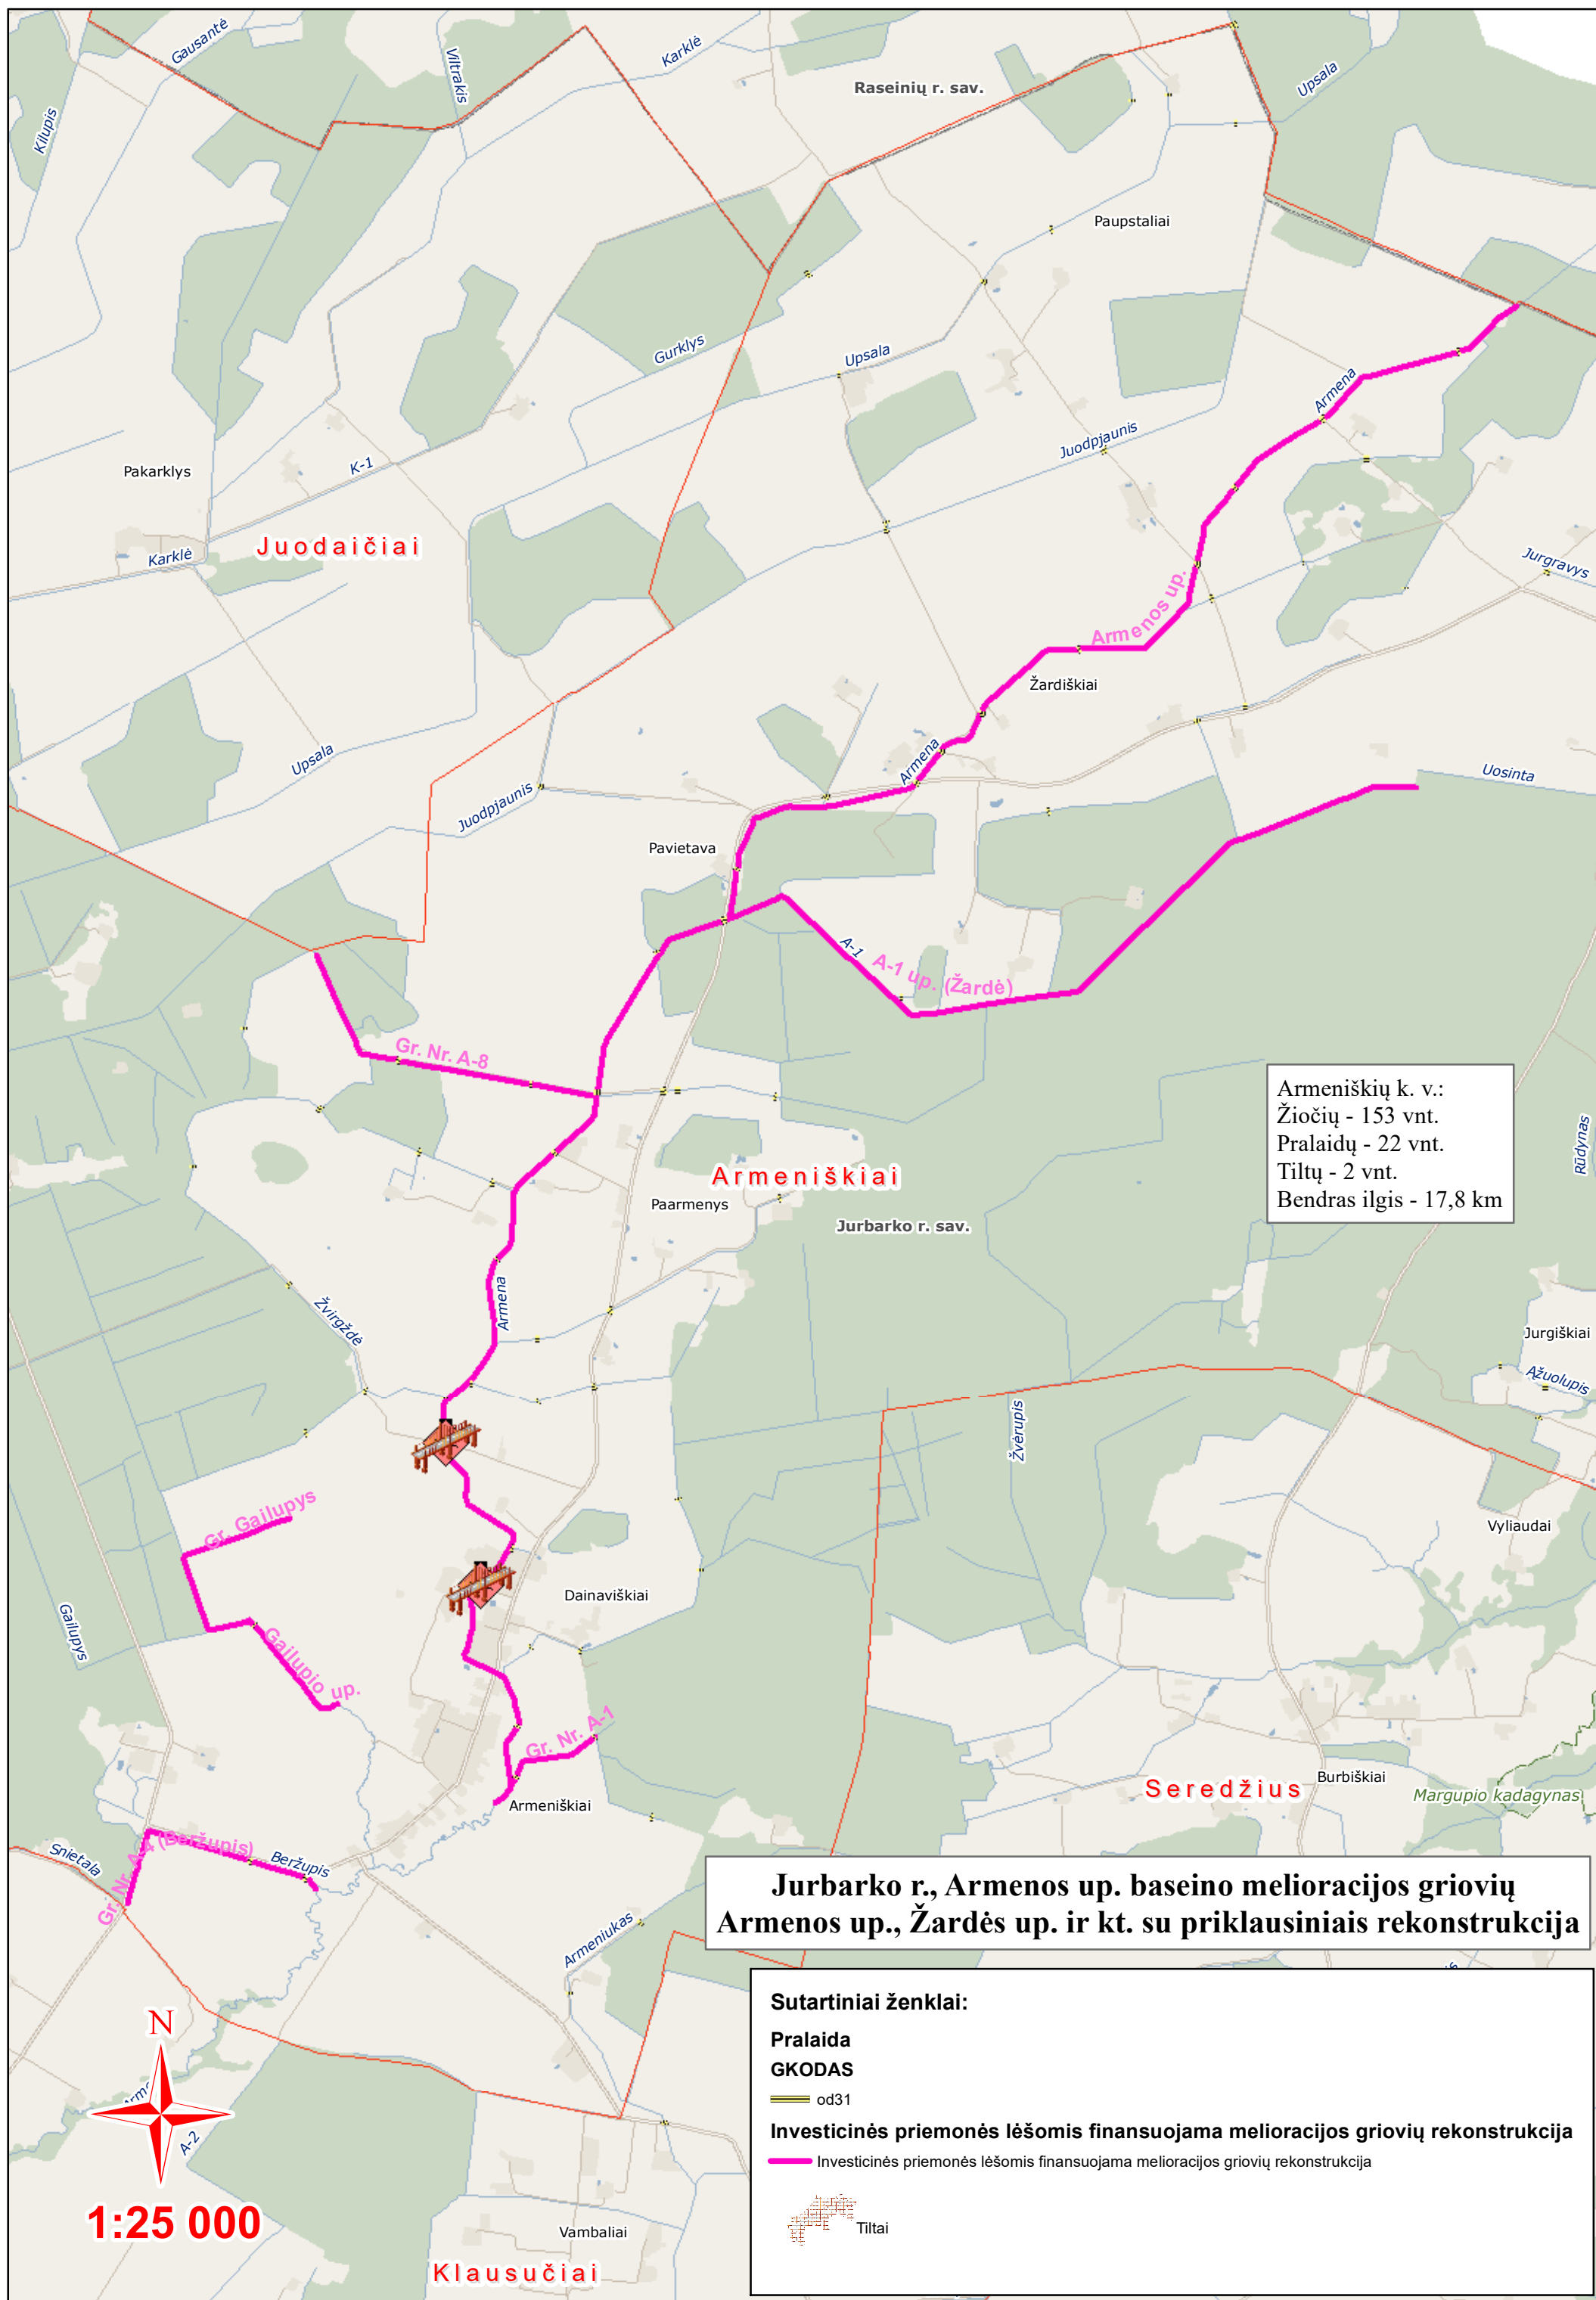 Gausantė
Viltrakis
Karklė
Raseinių r. sav.
Upsala
Kilupis
Paupstaliai
Gurklys
Upsala
Armena
Juodpjaunis
Pakarklys
K-1
Juodaičiai
Karklė
Jurgravys
Armenos up.
Žardiškiai
Upsala
Armena
Uosinta
Juodpjaunis
Pavietava
A-1
A-1 up. (Žardė)
Gr. Nr. A-8
Armeniškių k. v.:
Žiočių - 153 vnt.
Pralaidų - 22 vnt.
Tiltų - 2 vnt.
Bendras ilgis - 17,8 km
Rūdynas
Armeniškiai
Paarmenys
Jurbarko r. sav.
Armena
Žvirgždė
Jurgiškiai
Ąžuolupis
Žvėrupis
Gr. Gailupys
Vyliaudai
Dainaviškiai
Gailupys
Gailupio up.
Gr. Nr. A-1
Burbiškiai
Seredžius
Margupio kadagynas
Armeniškiai
Gr. Nr. A-4 (Beržupis)
Snietala
Beržupis
Jurbarko r., Armenos up. baseino melioracijos griovių
Armenos up., Žardės up. ir kt. su priklausiniais rekonstrukcija
Armeniukas
Sutartiniai ženklai:
Pralaida
GKODAS
od31
Investicinės priemonės lėšomis finansuojama melioracijos griovių rekonstrukcija
Investicinės priemonės lėšomis finansuojama melioracijos griovių rekonstrukcija
Tiltai
N
A-2
1:25 000
Vambaliai
Klausučiai